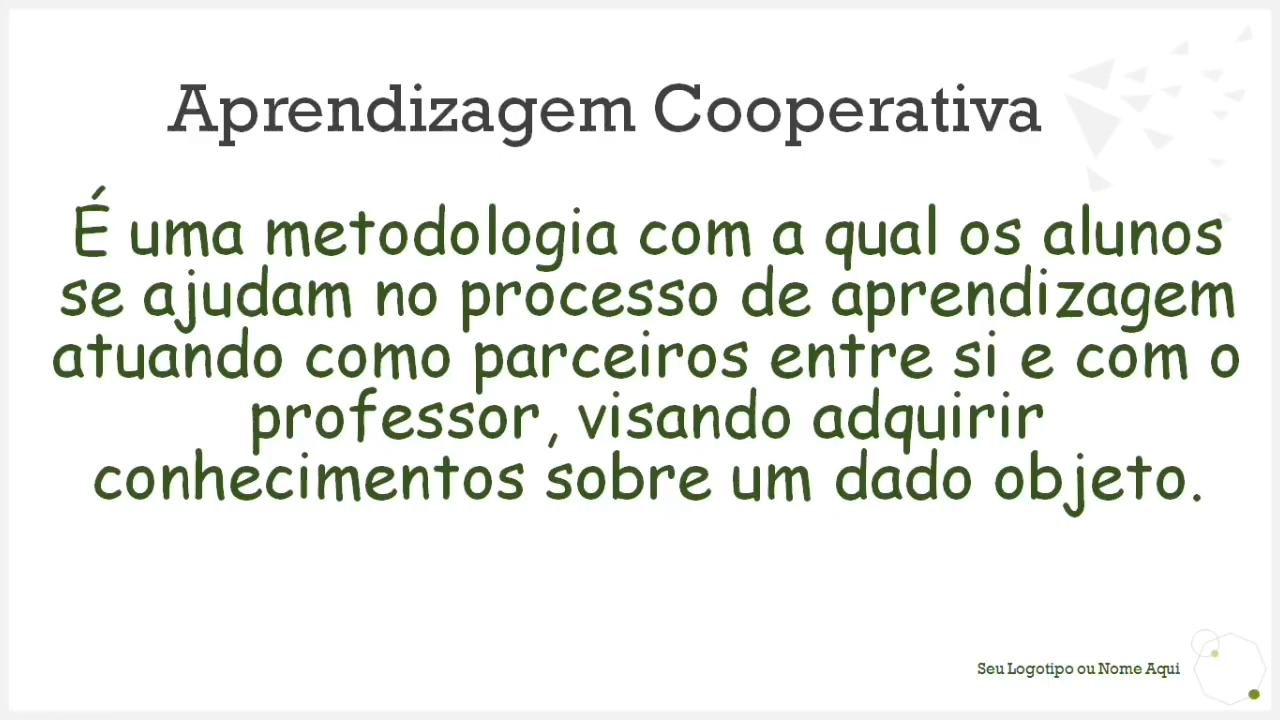 Aprendizagem Cooperativa
É uma metodologia com a qual os alunos
se ajudam no processo de aprendizagem
atuando como parceiros entre si e com o
professor, visando adquirir
conhecimentos sobre um dado objeto.
Seu Logotipo ou Nome Aqui